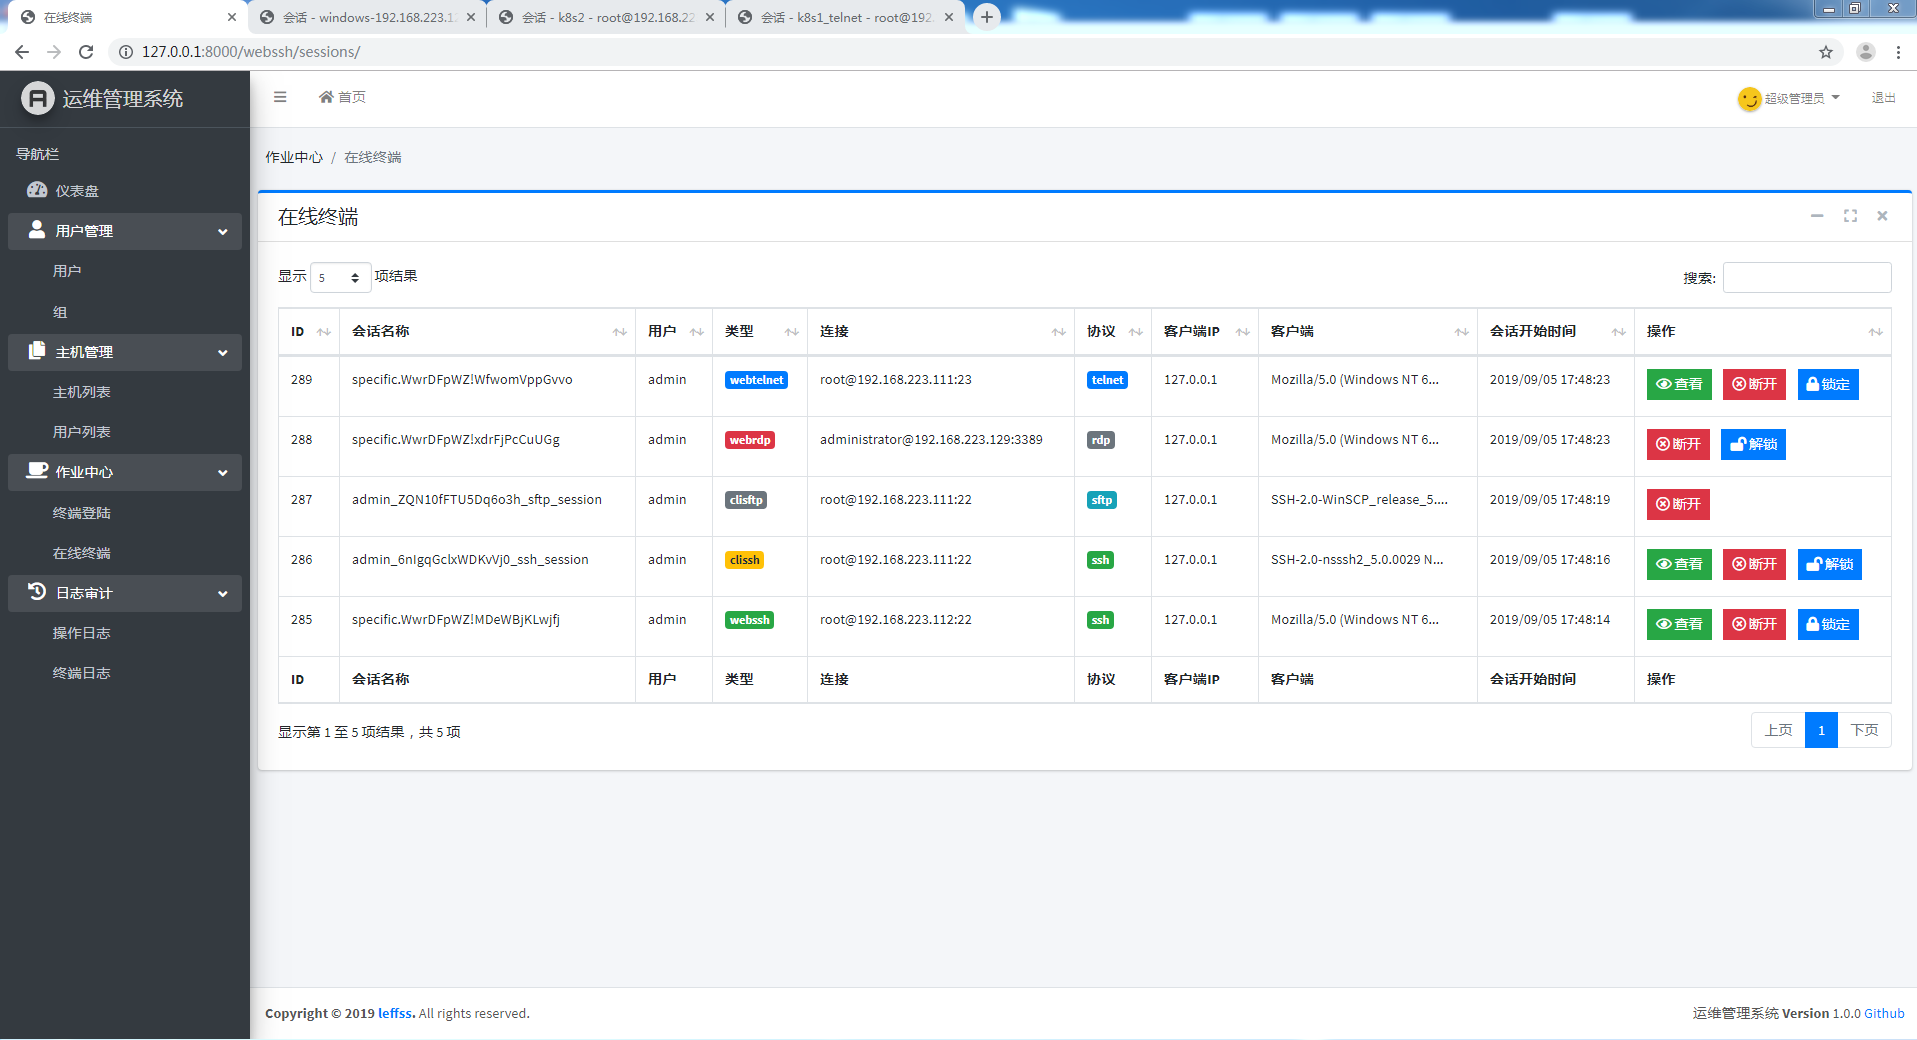 在线终端
会话 - windows-192.168.223.12
会话 - k8s2 - root@192.168.22
会话 - k8s1_telnet - root@192.
127.0.0.1:8000/webssh/sessions/
运维管理系统
首页
超级管理员
退出
导航栏
仪表盘
用户管理
用户
组
主机管理
主机列表
用户列表
作业中心
终端登陆
在线终端
日志审计
操作日志
终端日志
作业中心 / 在线终端
在线终端
显示 5 项结果
搜索:
ID 会话名称 用户 类型 连接 协议 客户端IP 客户端 会话开始时间 操作
289 specific.WwrDFpWZ!WfwomVppGvvo admin webtelnet root@192.168.223.111:23 telnet 127.0.0.1 Mozilla/5.0 (Windows NT 6... 2019/09/05 17:48:23 查看 断开 锁定
288 specific.WwrDFpWZ!xdrFjPcCuUGg admin webrdp administrator@192.168.223.129:3389 rdp 127.0.0.1 Mozilla/5.0 (Windows NT 6... 2019/09/05 17:48:23 断开 解锁
287 admin_ZQN10fFTU5Dq6o3h_sftp_session admin clisftp root@192.168.223.111:22 sftp 127.0.0.1 SSH-2.0-WinSCP_release_5.... 2019/09/05 17:48:19 断开
286 admin_6nIgqGclxWDKvVj0_ssh_session admin clissh root@192.168.223.111:22 ssh 127.0.0.1 SSH-2.0-nsssh2_5.0.0029 N... 2019/09/05 17:48:16 查看 断开 解锁
285 specific.WwrDFpWZ!MDeWBjKLwjfj admin webssh root@192.168.223.112:22 ssh 127.0.0.1 Mozilla/5.0 (Windows NT 6... 2019/09/05 17:48:14 查看 断开 锁定
ID 会话名称 用户 类型 连接 协议 客户端IP 客户端 会话开始时间 操作
显示第 1 至 5 项结果，共 5 项
上页 1 下页
Copyright © 2019 leffss. All rights reserved.
运维管理系统 Version 1.0.0 Github